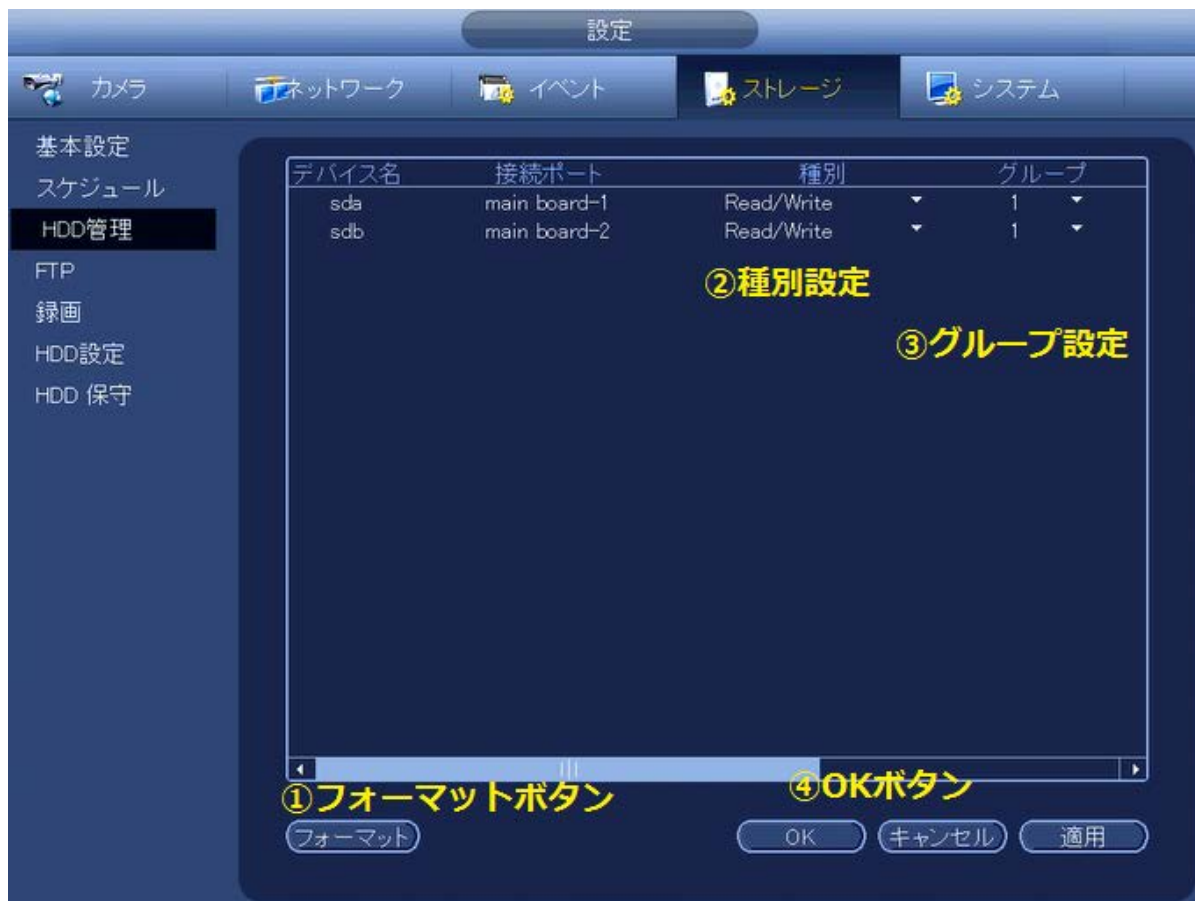 設定
カメラ ネットワーク イベント ストレージ システム
基本設定
スケジュール
HDD管理
FTP
録画
HDD設定
HDD 保守
デバイス名 接続ポート 種別 グループ
sda main board-1 Read/Write 1
sdb main board-2 Read/Write 1
②種別設定
③グループ設定
①フォーマットボタン ④OKボタン
フォーマット OK キャンセル 適用